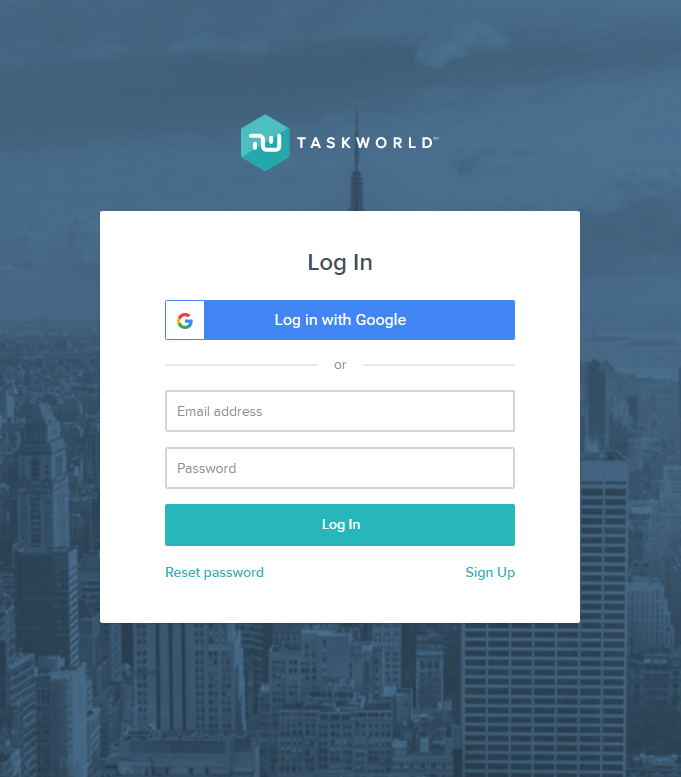 TASKWORLD™
Log In
Log in with Google
or
Email address
Password
Log In
Reset password
Sign Up